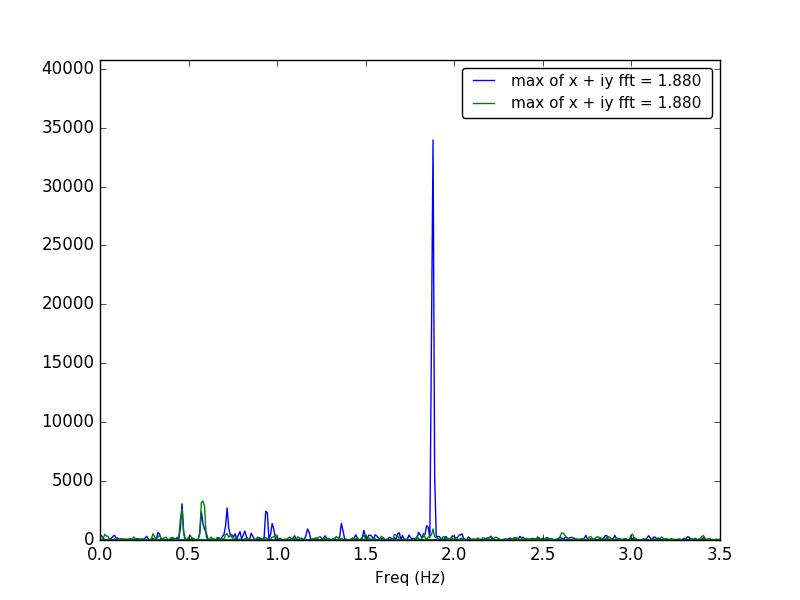 40000
35000
30000
25000
20000
15000
10000
5000
0
0.0 0.5 1.0 1.5 2.0 2.5 3.0 3.5
Freq (Hz)
max of x + iy fft = 1.880
max of x + iy fft = 1.880